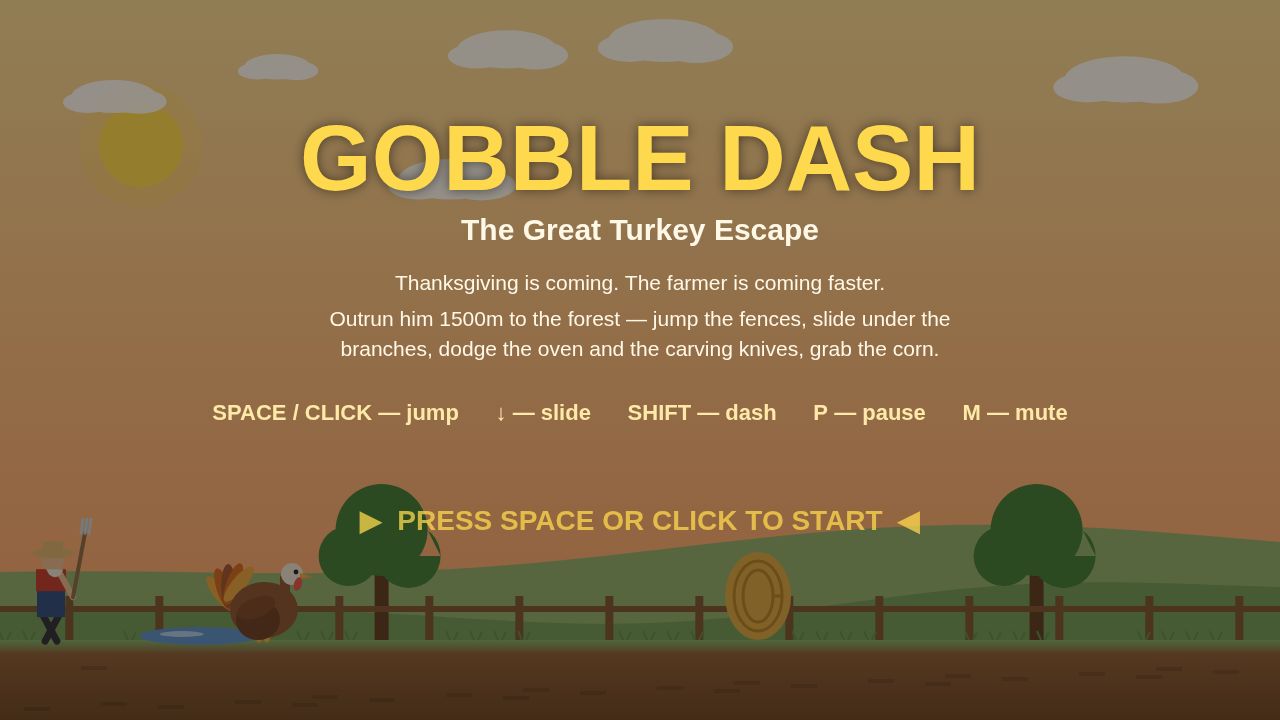 GOBBLE DASH
The Great Turkey Escape
Thanksgiving is coming. The farmer is coming faster.
Outrun him 1500m to the forest — jump the fences, slide under the
branches, dodge the oven and the carving knives, grab the corn.
SPACE / CLICK — jump ↓ — slide SHIFT — dash P — pause M — mute
▶ PRESS SPACE OR CLICK TO START ◀